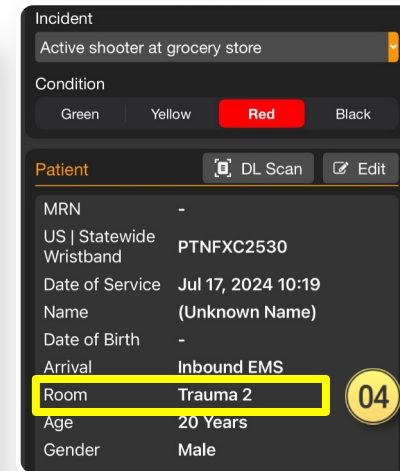 Incident
Active shooter at grocery store
Condition
Green Yellow Red Black
Patient DL Scan Edit
MRN -
US | Statewide Wristband PTNFXC2530
Date of Service Jul 17, 2024 10:19
Name (Unknown Name)
Date of Birth -
Arrival Inbound EMS
Room Trauma 2
04
Age 20 Years
Gender Male